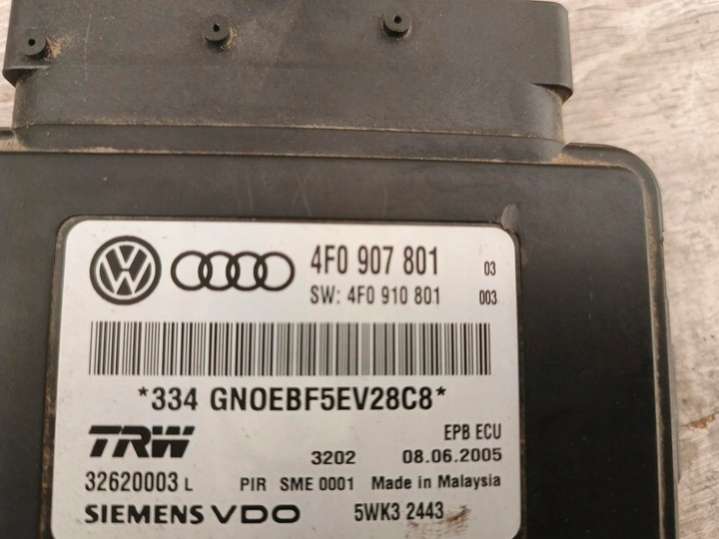 4F0 907 801 03
SW: 4F0 910 801 003
*334 GN0EBF5EV28C8*
TRW EPB ECU
3202 08.06.2005
32620003 L PIR SME 0001 Made in Malaysia
SIEMENS VDO 5WK3 2443